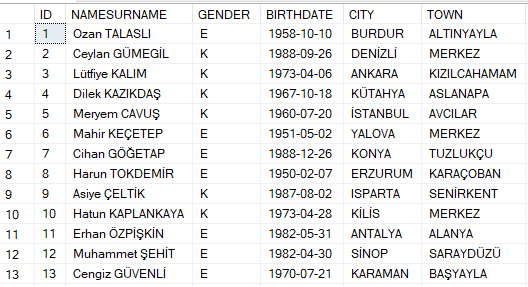 ID NAMESURNAME GENDER BIRTHDATE CITY TOWN
1 1 Ozan TALASLI E 1958-10-10 BURDUR ALTINYAYLA
2 2 Ceylan GÜMEGİL K 1988-09-26 DENİZLİ MERKEZ
3 3 Lütfiye KALIM K 1973-04-06 ANKARA KIZILCAHAMAM
4 4 Dilek KAZIKDAŞ K 1967-10-18 KÜTAHYA ASLANAPA
5 5 Meryem CAVUŞ K 1960-07-20 İSTANBUL AVCILAR
6 6 Mahir KEÇETEP E 1951-05-02 YALOVA MERKEZ
7 7 Cihan GÖĞETAP E 1988-12-26 KONYA TUZLUKÇU
8 8 Harun TOKDEMİR E 1950-02-07 ERZURUM KARAÇOBAN
9 9 Asiye ÇELTİK K 1987-08-02 ISPARTA SENİRKENT
10 10 Hatun KAPLANKAYA K 1973-04-28 KİLİS MERKEZ
11 11 Erhan ÖZPİŞKİN E 1982-05-31 ANTALYA ALANYA
12 12 Muhammet ŞEHİT E 1982-04-30 SİNOP SARAYDÜZÜ
13 13 Cengiz GÜVENLİ E 1970-07-21 KARAMAN BAŞYAYLA